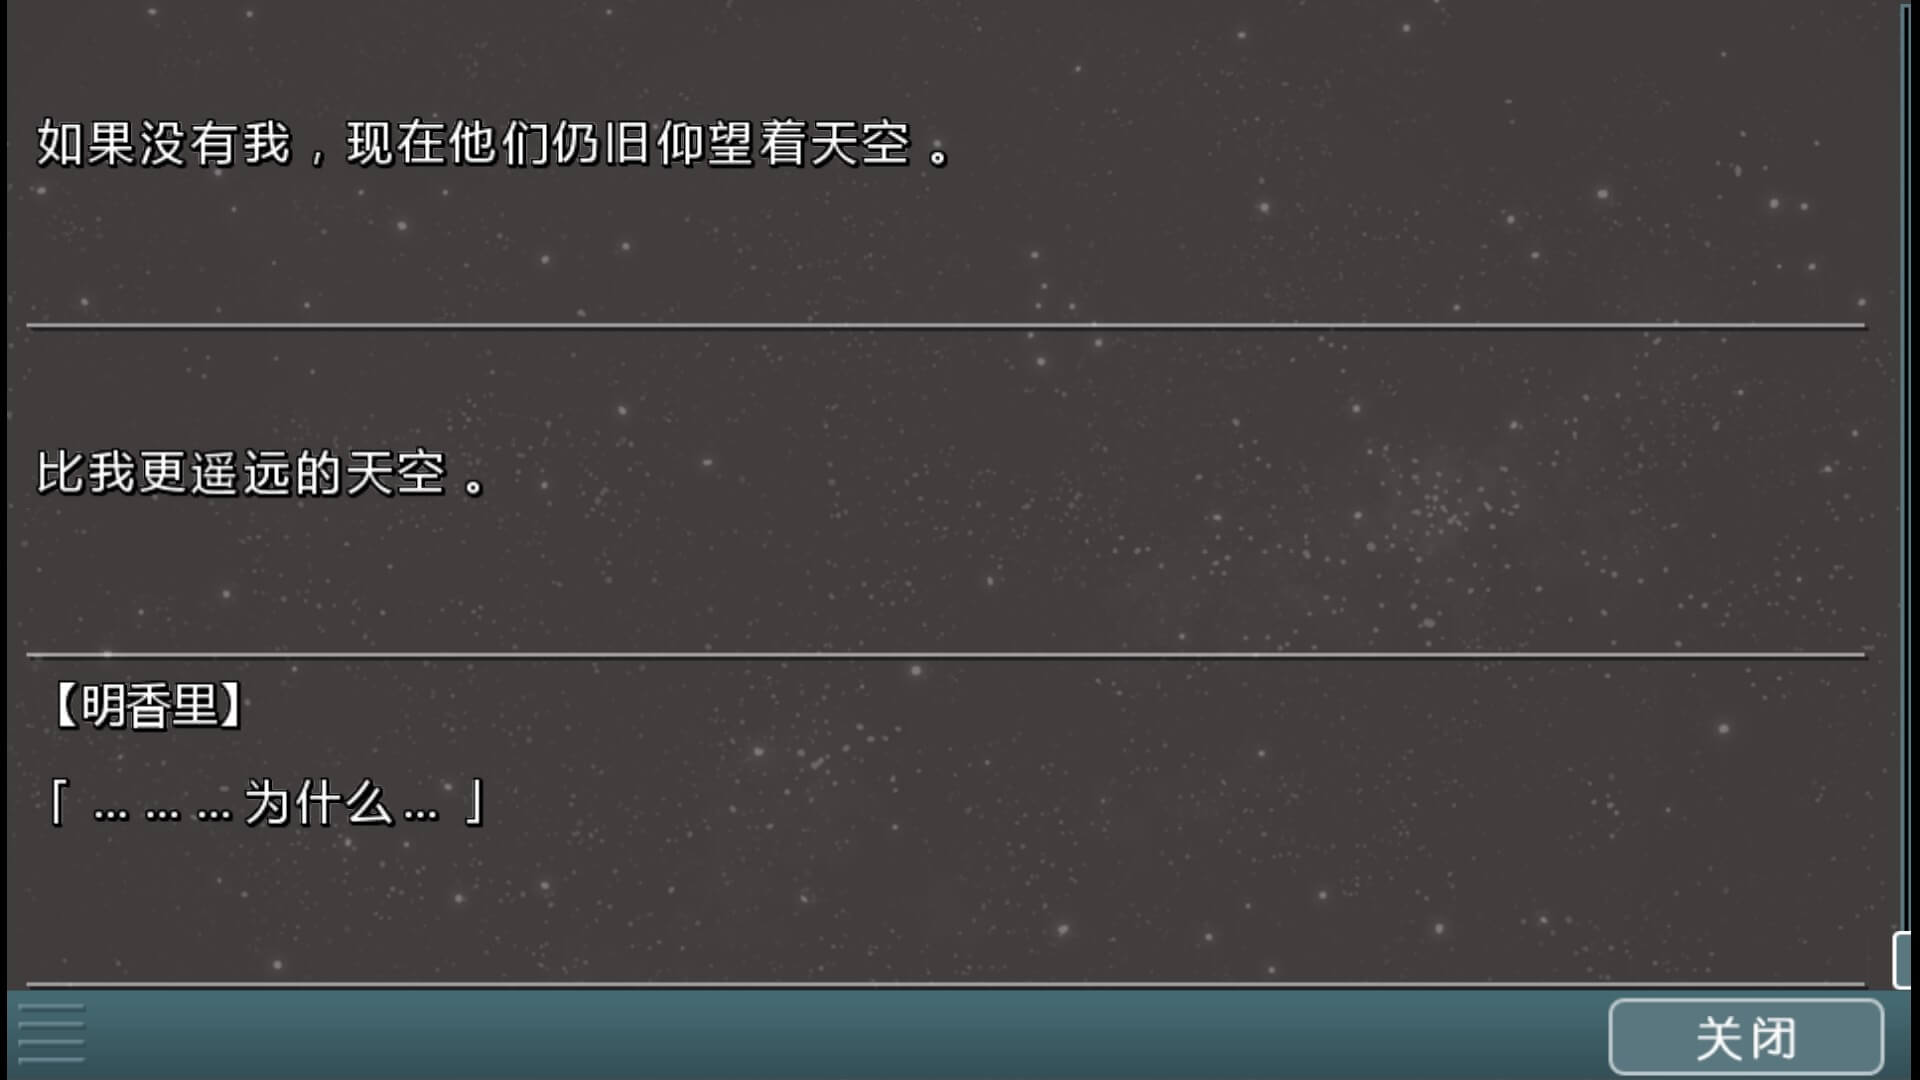 如果没有我，现在他们仍旧仰望着天空。
比我更遥远的天空。
【明香里】
「………为什么…」
关闭